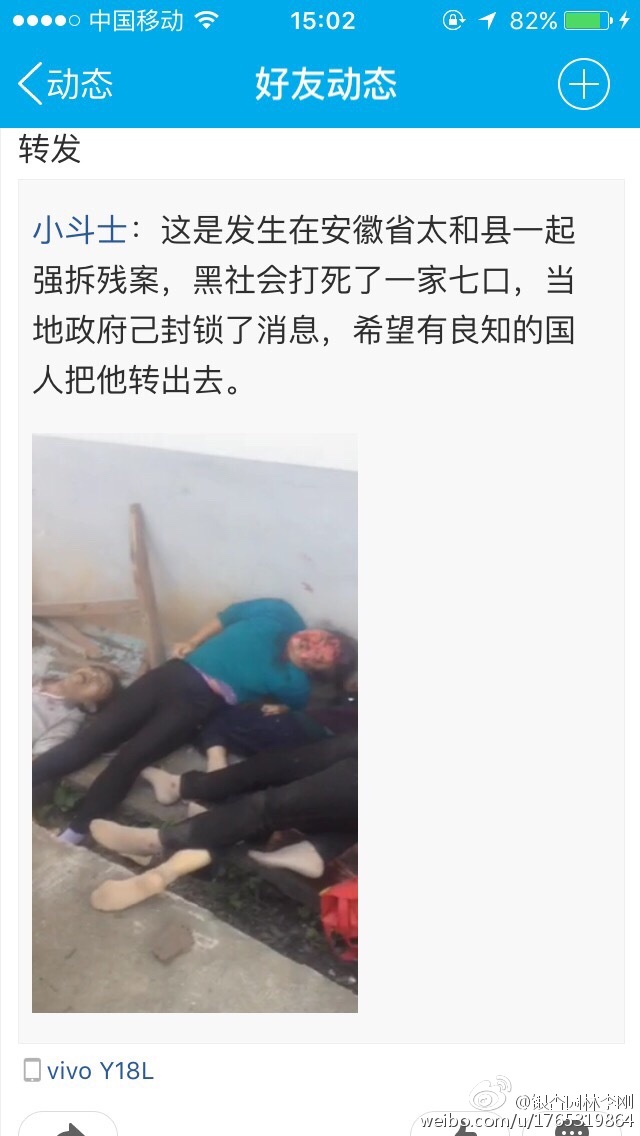 中国移动 15:02 82%
动态 好友动态
转发
小斗士：这是发生在安徽省太和县一起
强拆残案，黑社会打死了一家七口，当
地政府己封锁了消息，希望有良知的国
人把他转出去。
vivo Y18L
weibo.com/u/1765319864